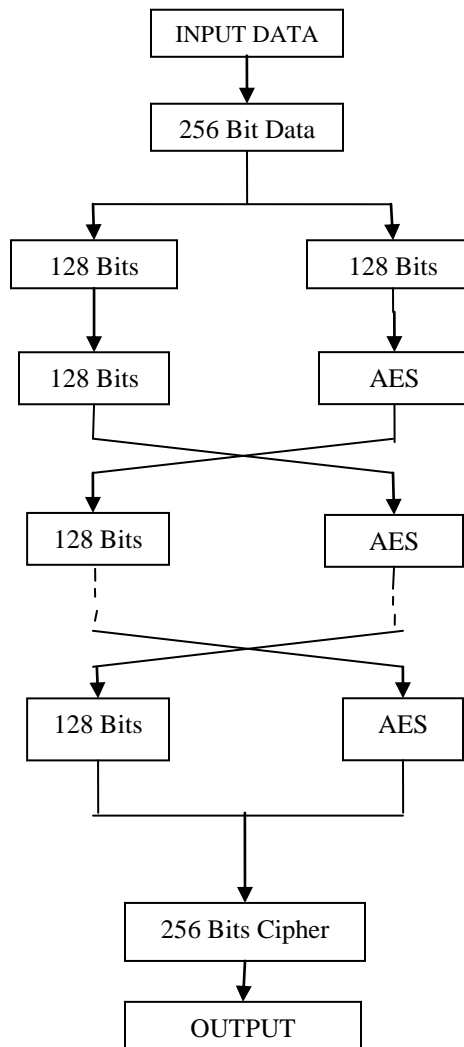 INPUT DATA
256 Bit Data
128 Bits
128 Bits
128 Bits
AES
128 Bits
AES
128 Bits
AES
256 Bits Cipher
OUTPUT